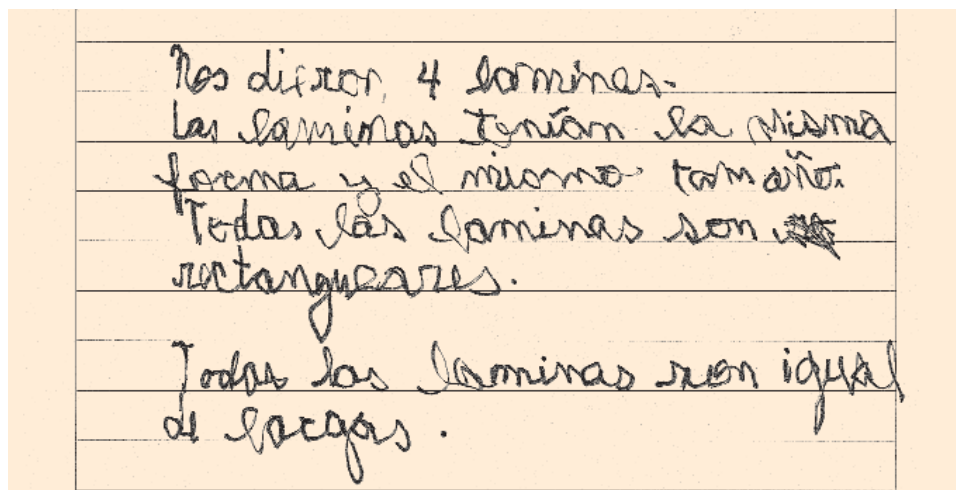 Nos dieron 4 laminas.
Las laminas tenían la misma
forma y el mismo tamaño.
Todas las laminas son
rectangulares.
Todas las laminas son igual
de largas.